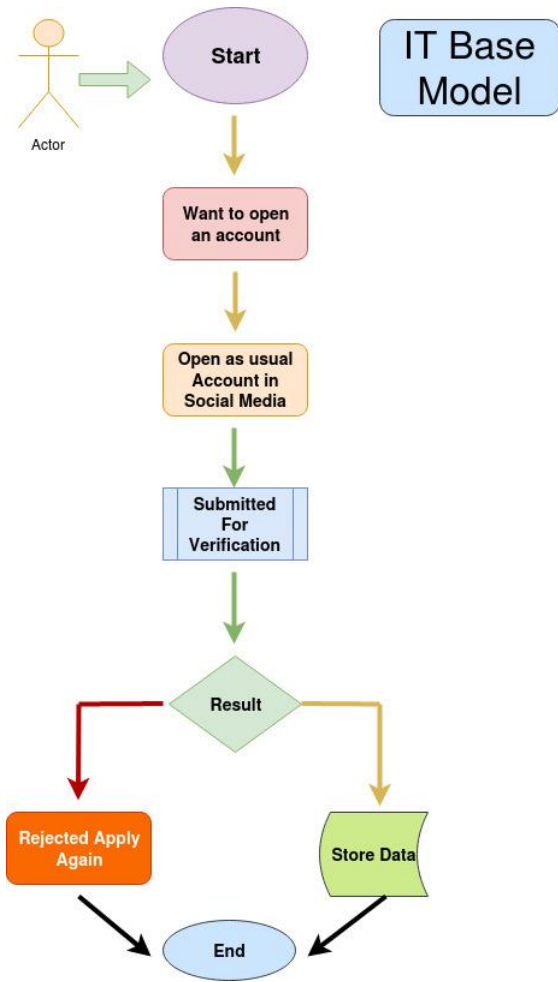 Start
IT Base
Model
Actor
Want to open
an account
Open as usual
Account in
Social Media
Submitted
For
Verification
Result
Rejected Apply
Again
Store Data
End